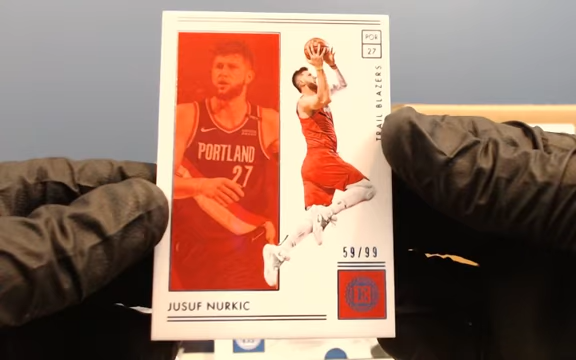 POR
27
TRAIL BLAZERS
PORTLAND
27
59/99
E
JUSUF NURKIC